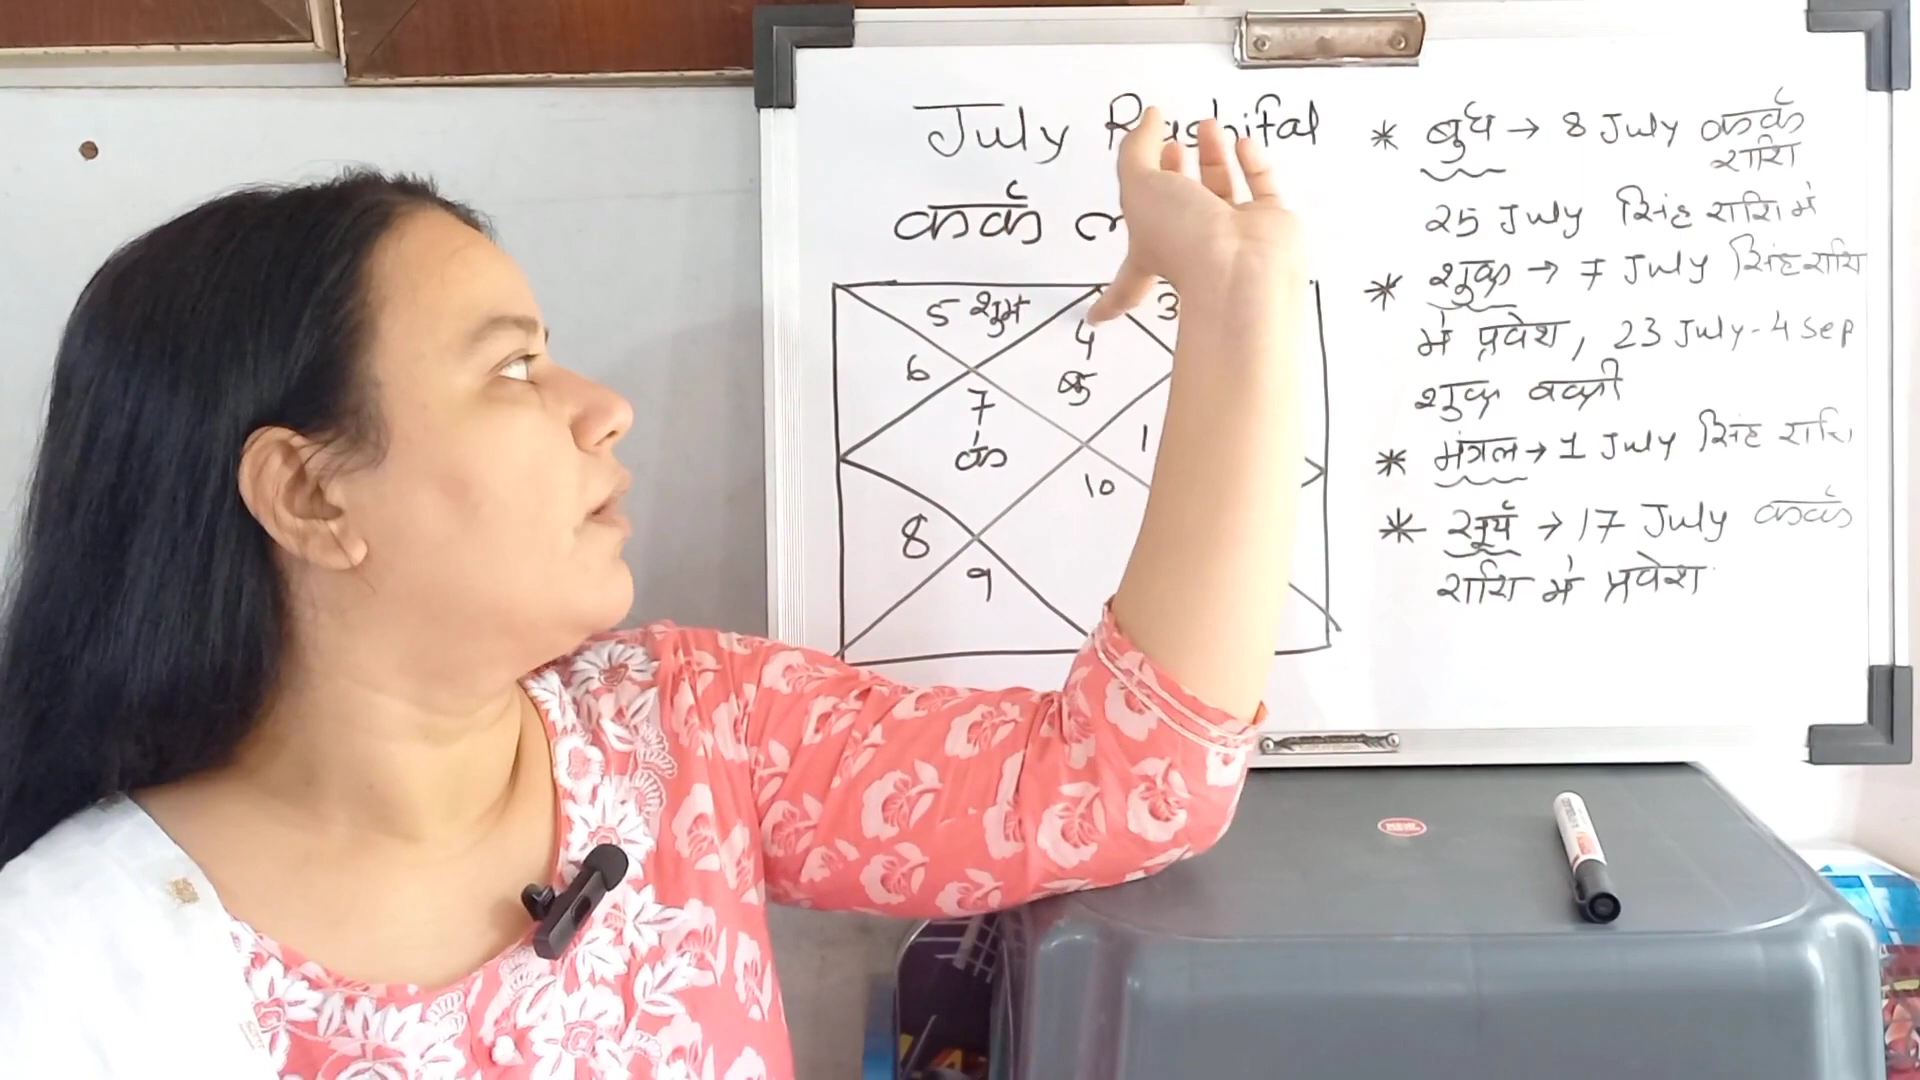 July Rashifal
कर्क
5 शु मं
3
4
बु
6
7
के
1
10
8
9
* बुध → 8 July कर्क
राशि
25 July सिंह राशि में
* शुक्र → 7 July सिंह राशि
में प्रवेश, 23 July - 4 Sep
शुक्र वक्री
* मंगल → 1 July सिंह राशि
* सूर्य → 17 July कर्क
राशि में प्रवेश